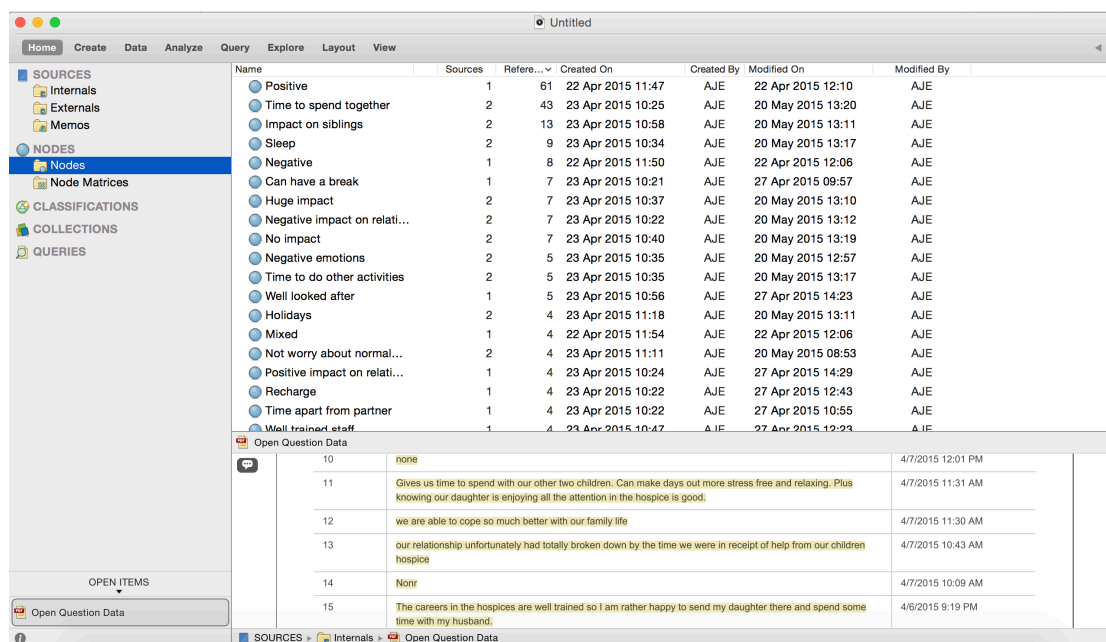 Untitled
Home Create Data Analyze Query Explore Layout View
SOURCES
Internals
Externals
Memos
NODES
Nodes
Node Matrices
CLASSIFICATIONS
COLLECTIONS
QUERIES
OPEN ITEMS
Open Question Data
Name Sources Refere... Created On Created By Modified On Modified By
Positive 1 61 22 Apr 2015 11:47 AJE 22 Apr 2015 12:10 AJE
Time to spend together 2 43 23 Apr 2015 10:25 AJE 20 May 2015 13:20 AJE
Impact on siblings 2 13 23 Apr 2015 10:58 AJE 20 May 2015 13:11 AJE
Sleep 2 9 23 Apr 2015 10:34 AJE 20 May 2015 13:17 AJE
Negative 1 8 22 Apr 2015 11:50 AJE 22 Apr 2015 12:06 AJE
Can have a break 1 7 23 Apr 2015 10:21 AJE 27 Apr 2015 09:57 AJE
Huge impact 2 7 23 Apr 2015 10:37 AJE 20 May 2015 13:10 AJE
Negative impact on relati... 2 7 23 Apr 2015 10:22 AJE 20 May 2015 13:12 AJE
No impact 2 7 23 Apr 2015 10:40 AJE 20 May 2015 13:19 AJE
Negative emotions 2 5 23 Apr 2015 10:35 AJE 20 May 2015 12:57 AJE
Time to do other activities 2 5 23 Apr 2015 10:35 AJE 20 May 2015 13:17 AJE
Well looked after 1 5 23 Apr 2015 10:56 AJE 27 Apr 2015 14:23 AJE
Holidays 2 4 23 Apr 2015 11:18 AJE 20 May 2015 13:11 AJE
Mixed 1 4 22 Apr 2015 11:54 AJE 22 Apr 2015 12:06 AJE
Not worry about normal... 2 4 23 Apr 2015 11:11 AJE 20 May 2015 08:53 AJE
Positive impact on relati... 1 4 23 Apr 2015 10:24 AJE 27 Apr 2015 14:29 AJE
Recharge 1 4 23 Apr 2015 10:22 AJE 27 Apr 2015 12:43 AJE
Time apart from partner 1 4 23 Apr 2015 10:22 AJE 27 Apr 2015 10:55 AJE
Well trained staff 1 4 23 Apr 2015 10:47 AJE 27 Apr 2015 12:23 AJE
Open Question Data
10 none 4/7/2015 12:01 PM
11 Gives us time to spend with our other two children. Can make days out more stress free and relaxing. Plus 4/7/2015 11:31 AM
knowing our daughter is enjoying all the attention in the hospice is good.
12 we are able to cope so much better with our family life 4/7/2015 11:30 AM
13 our relationship unfortunately had totally broken down by the time we were in receipt of help from our children 4/7/2015 10:43 AM
hospice
14 Nonr 4/7/2015 10:09 AM
15 The careers in the hospices are well trained so I am rather happy to send my daughter there and spend some 4/6/2015 9:19 PM
time with my husband.
SOURCES Internals Open Question Data